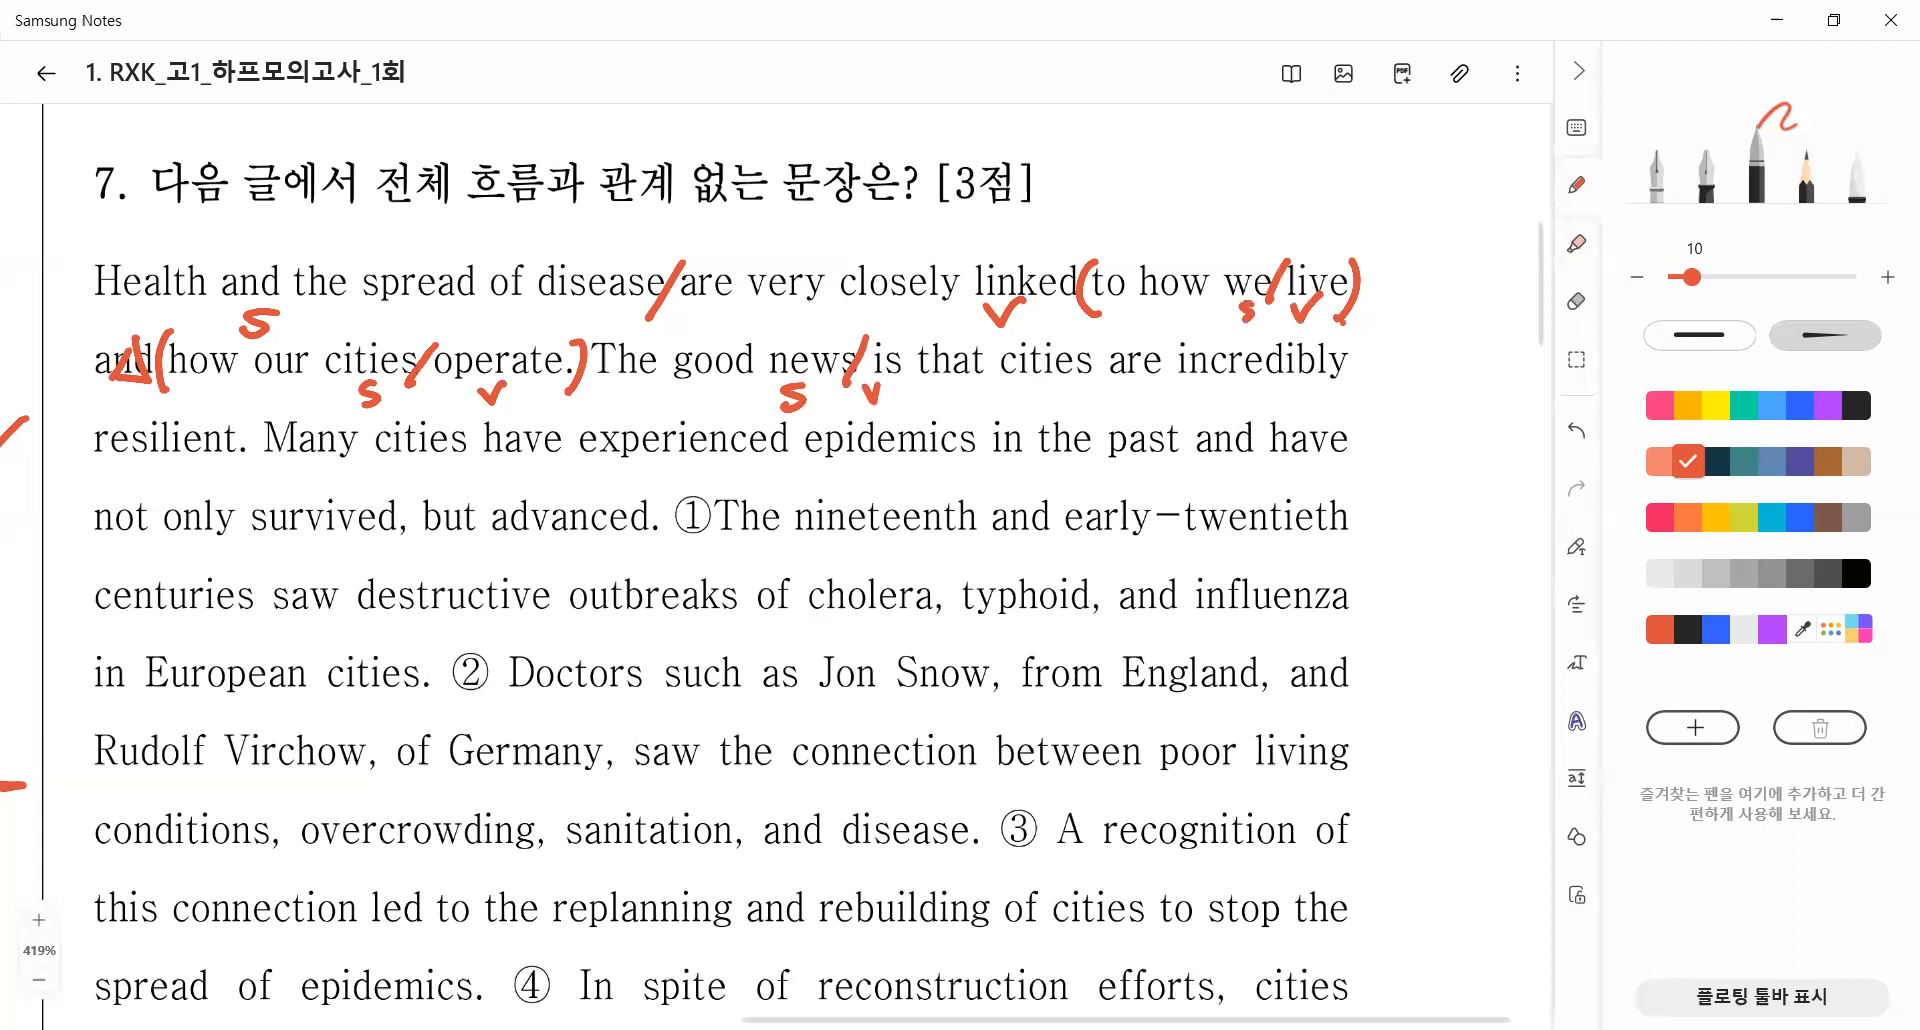 Samsung Notes
1. RXK_고1_하프모의고사_1회
7. 다음 글에서 전체 흐름과 관계 없는 문장은? [3점]
Health and the spread of disease are very closely linked to how we live
and how our cities operate. The good news is that cities are incredibly
resilient. Many cities have experienced epidemics in the past and have
not only survived, but advanced. ①The nineteenth and early-twentieth
centuries saw destructive outbreaks of cholera, typhoid, and influenza
in European cities. ② Doctors such as Jon Snow, from England, and
Rudolf Virchow, of Germany, saw the connection between poor living
conditions, overcrowding, sanitation, and disease. ③ A recognition of
this connection led to the replanning and rebuilding of cities to stop the
spread of epidemics. ④ In spite of reconstruction efforts, cities
S V S V
S V S V
419%
PDF
10
즐겨찾는 펜을 여기에 추가하고 더 간
편하게 사용해 보세요.
플로팅 툴바 표시